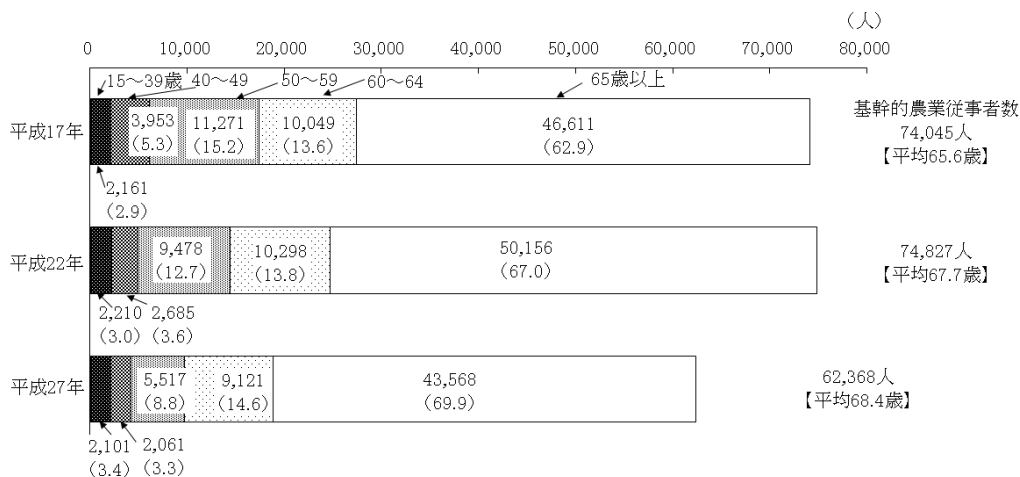 （人）
0 10,000 20,000 30,000 40,000 50,000 60,000 70,000 80,000
15～39歳 40～49 50～59 60～64 65歳以上
平成17年
3,953
(5.3)
11,271
(15.2)
10,049
(13.6)
46,611
(62.9)
基幹的農業従事者数
74,045人
【平均65.6歳】
2,161
(2.9)
平成22年
9,478
(12.7)
10,298
(13.8)
50,156
(67.0)
74,827人
【平均67.7歳】
2,210
(3.0)
2,685
(3.6)
平成27年
5,517
(8.8)
9,121
(14.6)
43,568
(69.9)
62,368人
【平均68.4歳】
2,101
(3.4)
2,061
(3.3)